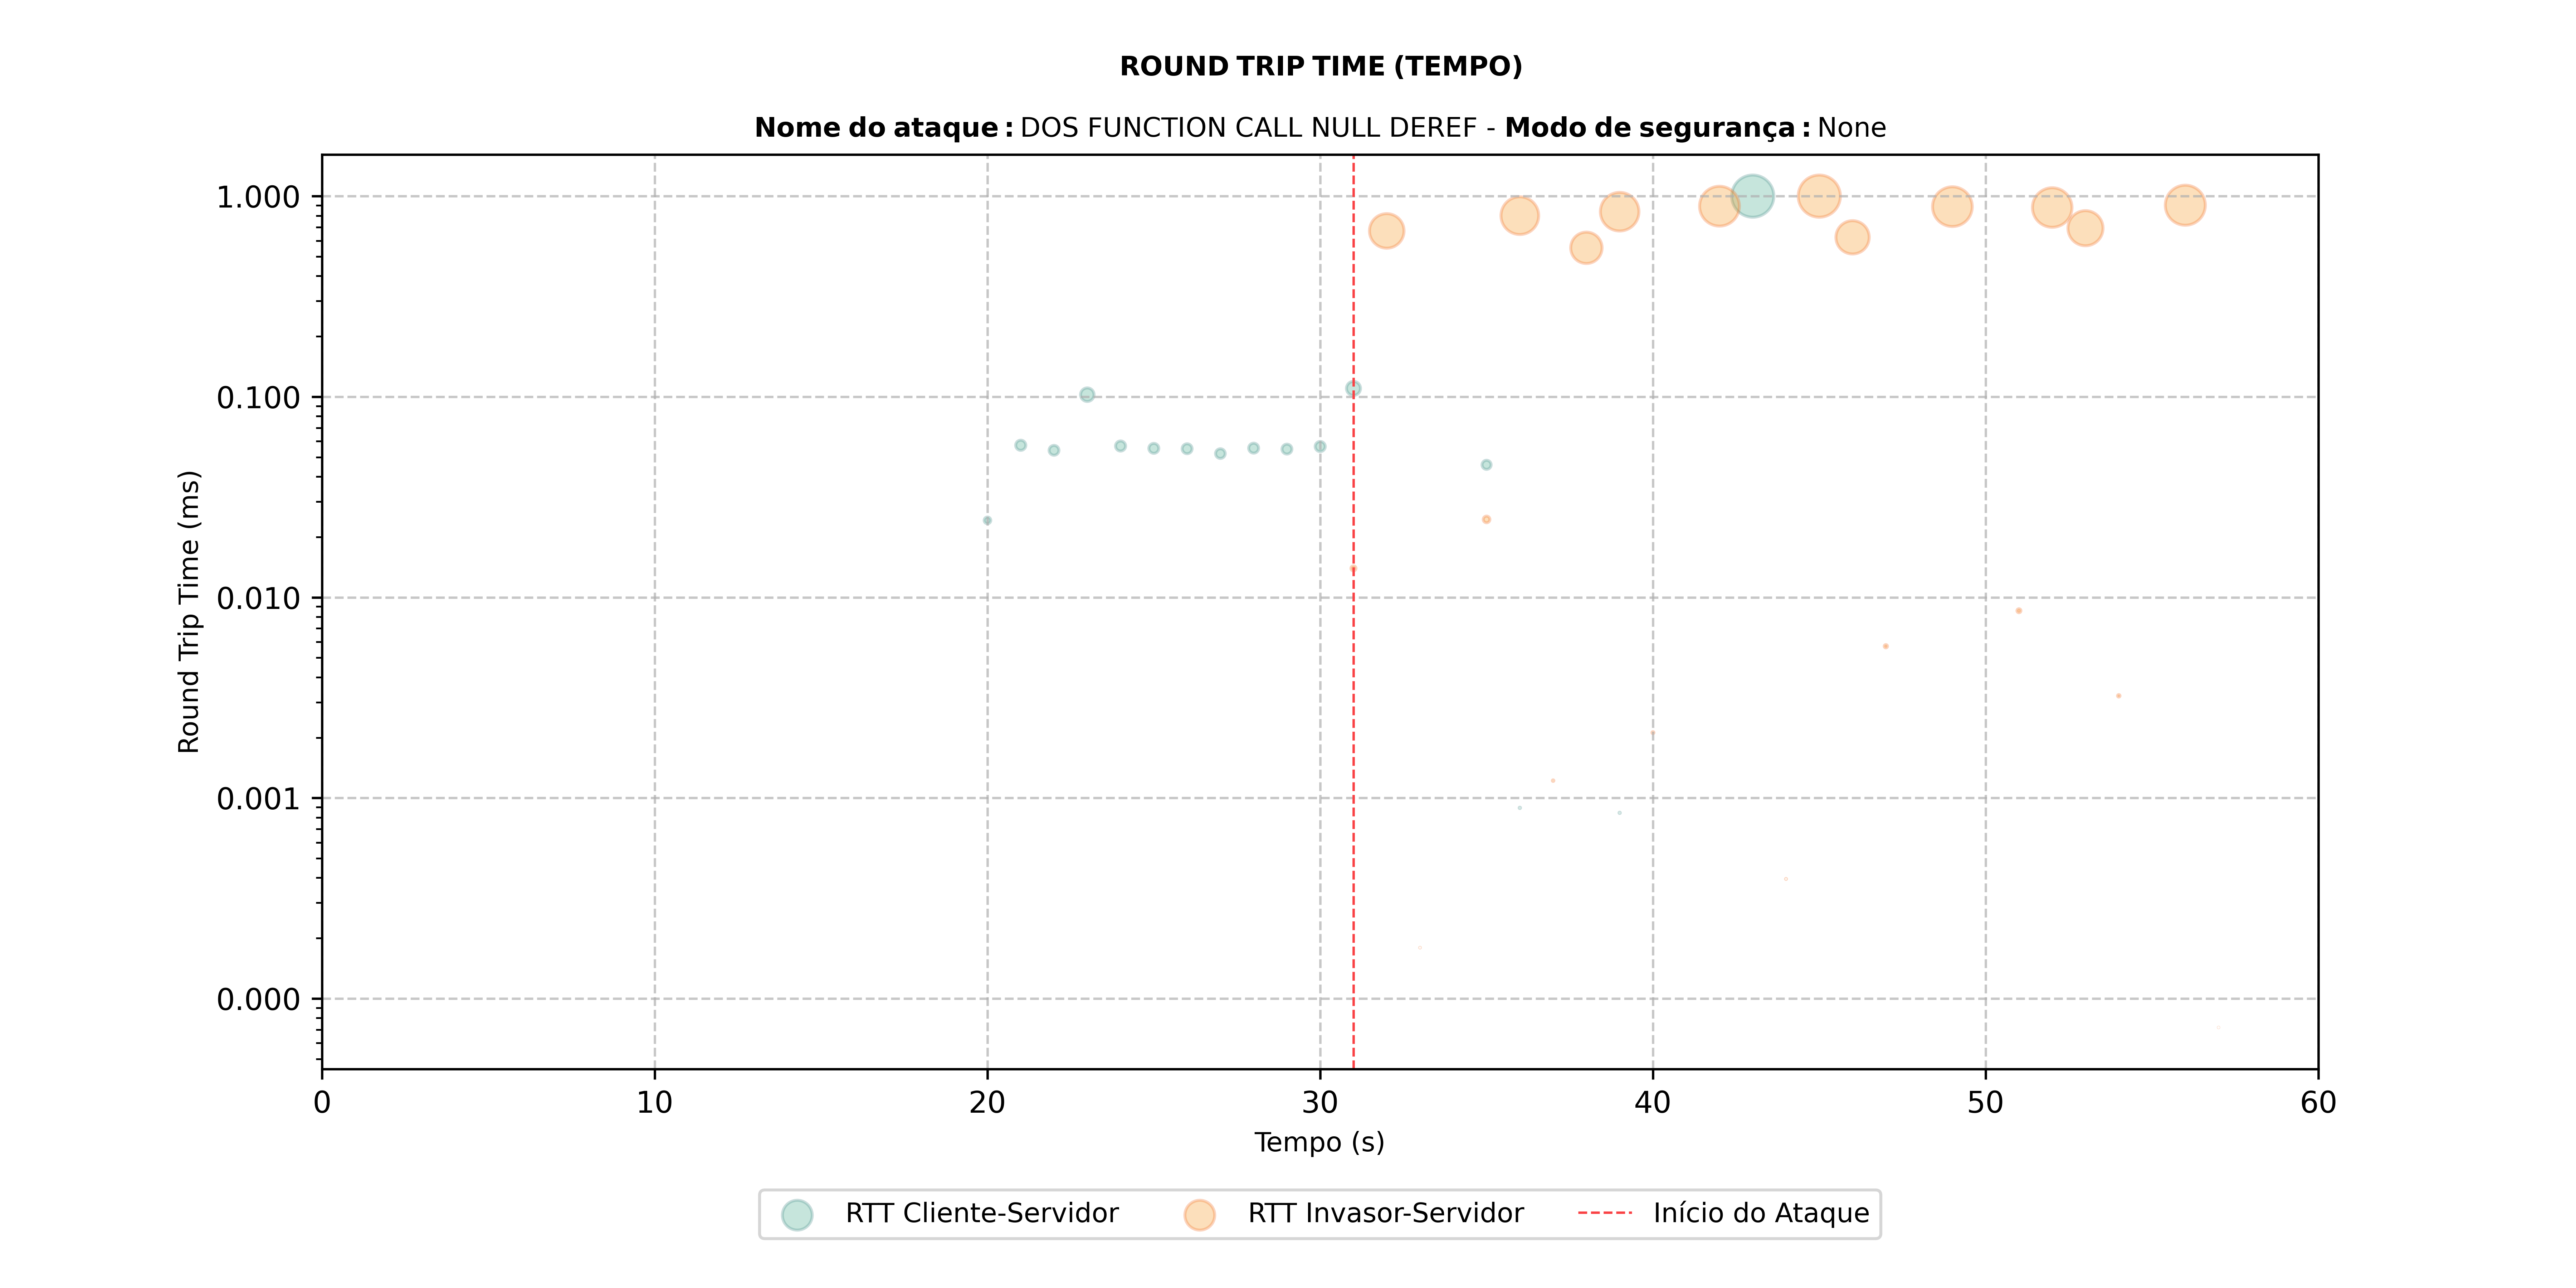 ROUND TRIP TIME (TEMPO)
Nome do ataque : DOS FUNCTION CALL NULL DEREF - Modo de segurança : None
Round Trip Time (ms)
1.000
0.100
0.010
0.001
0.000
0 10 20 30 40 50 60
Tempo (s)
RTT Cliente-Servidor RTT Invasor-Servidor Início do Ataque